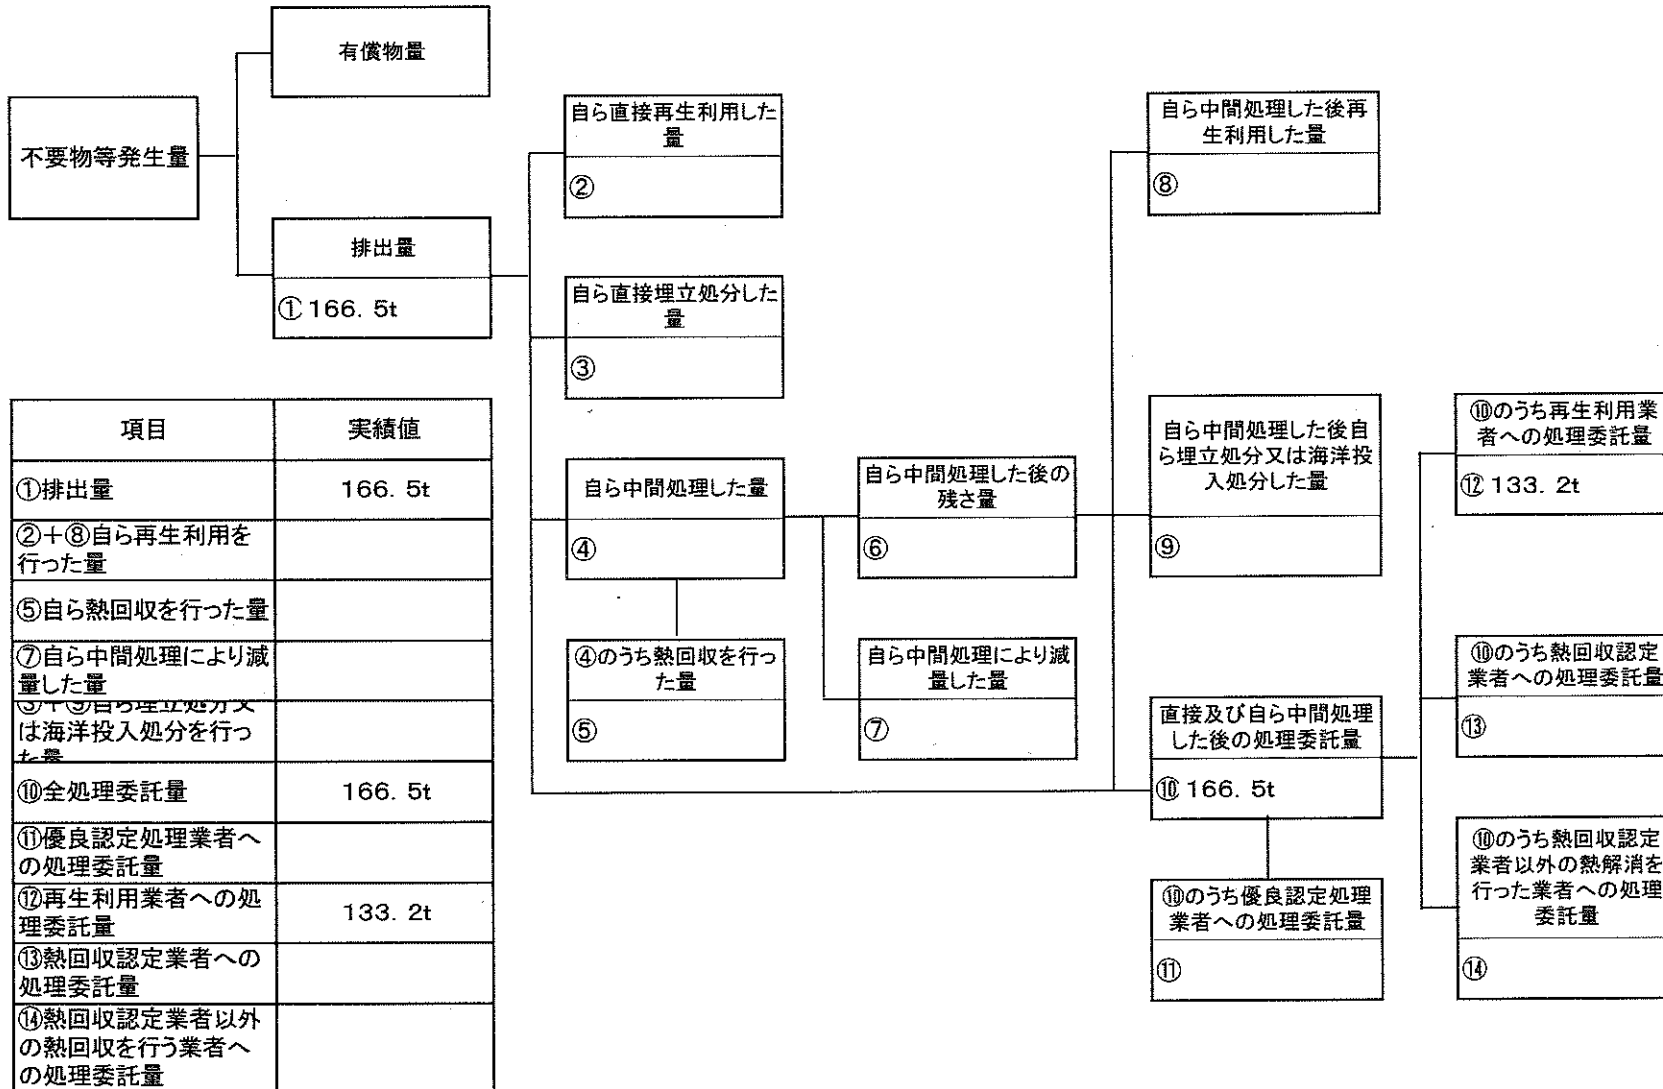 有償物量
不要物等発生量
排出量
① 166. 5t
自ら直接再生利用した
量
②
自ら直接埋立処分した
量
③
自ら中間処理した量
④
④のうち熱回収を行っ
た量
⑤
自ら中間処理した後の
残さ量
⑥
自ら中間処理により減
量した量
⑦
自ら中間処理した後再
生利用した量
⑧
自ら中間処理した後自
ら埋立処分又は海洋投
入処分した量
⑨
直接及び自ら中間処理
した後の処理委託量
⑩ 166. 5t
⑩のうち優良認定処理
業者への処理委託量
⑪
⑩のうち再生利用業
者への処理委託量
⑫ 133. 2t
⑩のうち熱回収認定
業者への処理委託量
⑬
⑩のうち熱回収認定
業者以外の熱解消を
行った業者への処理
委託量
⑭
項目 実績値
①排出量 166. 5t
②+⑧自ら再生利用を
行った量
⑤自ら熱回収を行った量
⑦自ら中間処理により減
量した量
③+⑨自ら埋立処分又
は海洋投入処分を行っ
た量
⑩全処理委託量 166. 5t
⑪優良認定処理業者へ
の処理委託量
⑫再生利用業者への処
理委託量 133. 2t
⑬熱回収認定業者への
処理委託量
⑭熱回収認定業者以外
の熱回収を行う業者へ
の処理委託量